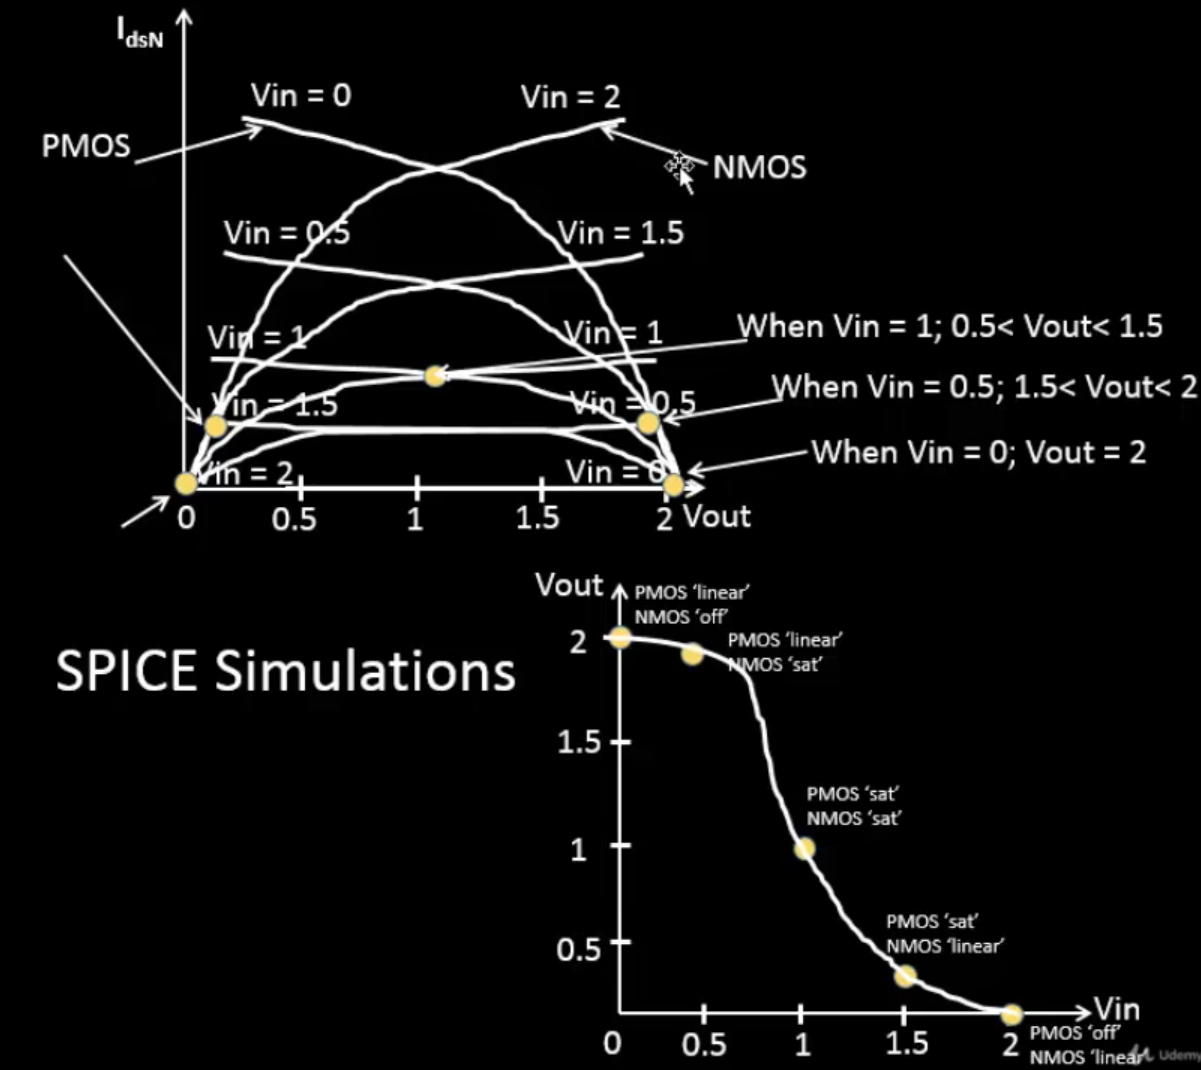 IdsN
Vin = 0
Vin = 2
PMOS
NMOS
Vin = 0.5
Vin = 1.5
Vin = 1
Vin = 1
When Vin = 1; 0.5< Vout< 1.5
Vin = 1.5
Vin = 0.5
When Vin = 0.5; 1.5< Vout< 2
Vin = 2
Vin = 0
When Vin = 0; Vout = 2
0 0.5 1 1.5 2 Vout
SPICE Simulations
Vout
PMOS ‘linear’
NMOS ‘off’
2
PMOS ‘linear’
NMOS ‘sat’
1.5
PMOS ‘sat’
NMOS ‘sat’
1
PMOS ‘sat’
NMOS ‘linear’
0.5
Vin
0 0.5 1 1.5 2
PMOS ‘off’
NMOS ‘linear’
Udemy